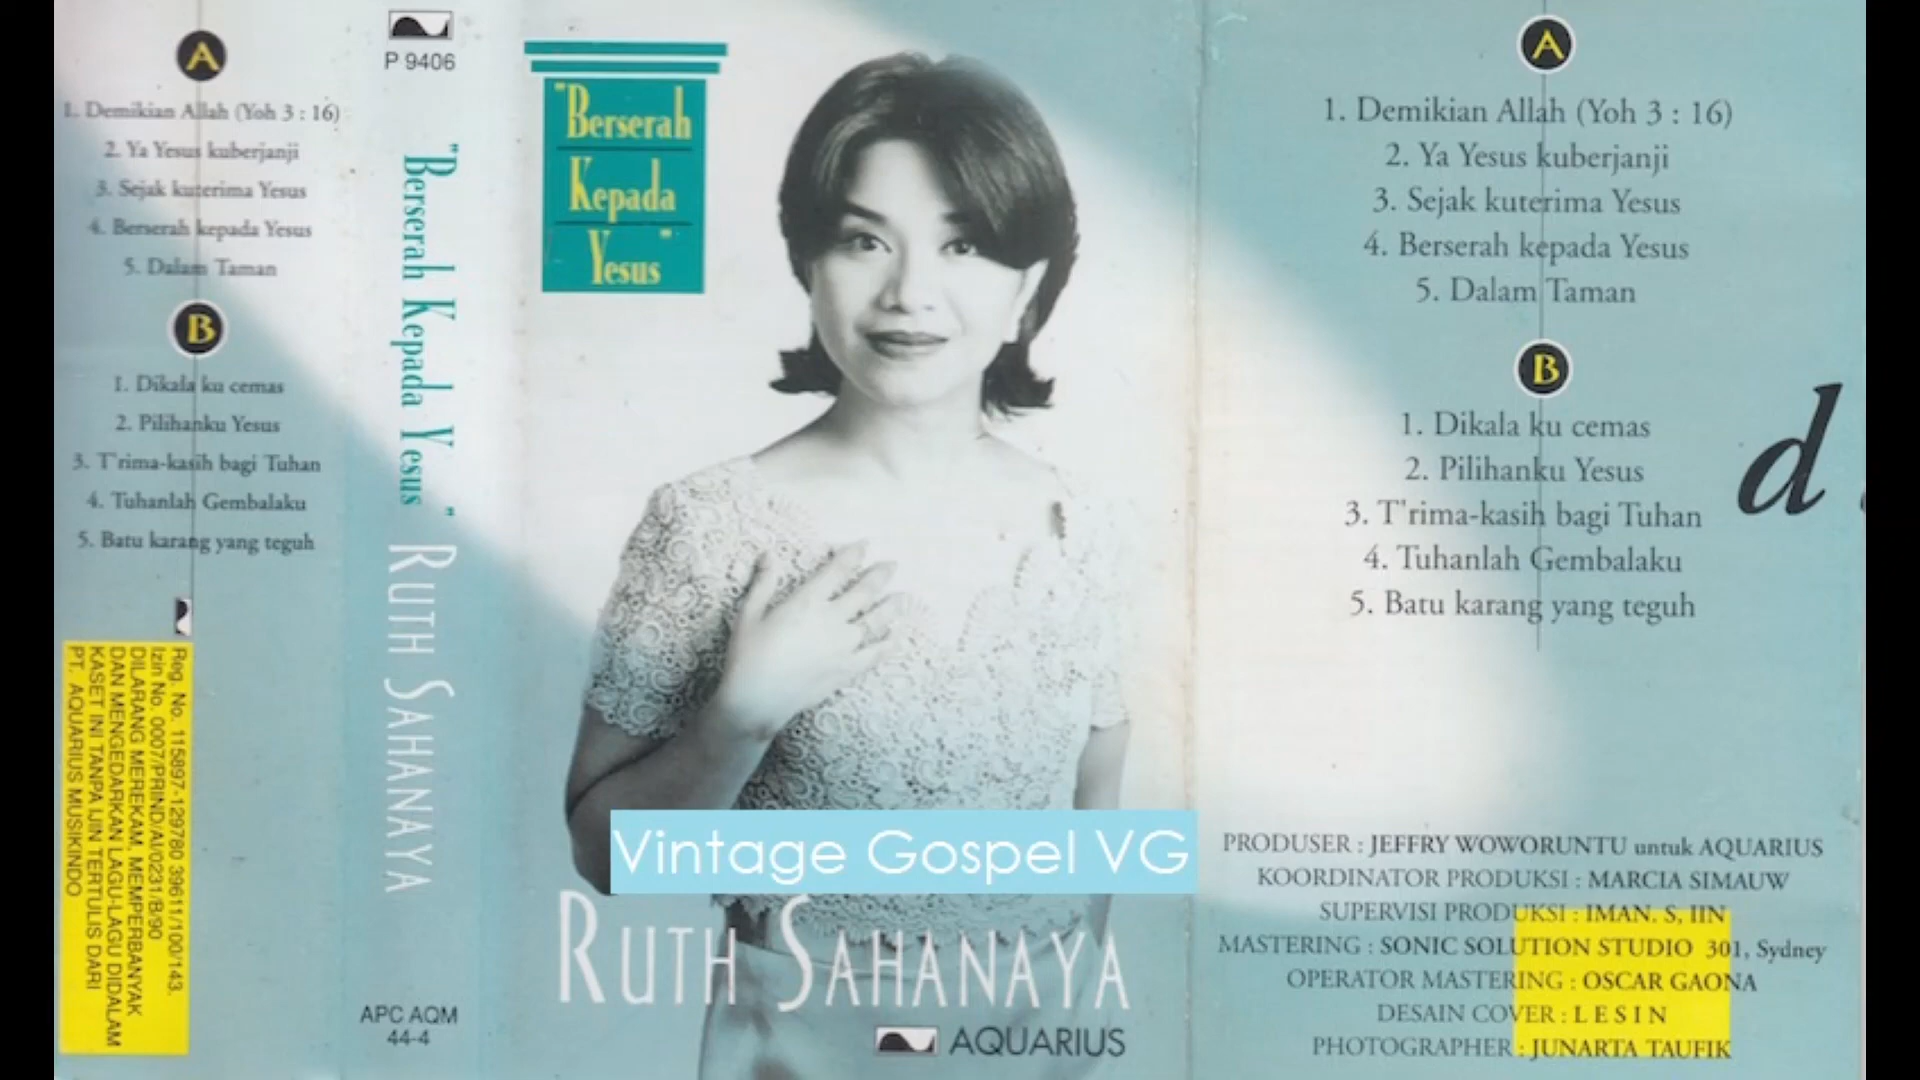 A
1. Demikian Allah (Yoh 3 : 16)
2. Ya Yesus kuberjanji
3. Sejak kuterima Yesus
4. Berserah kepada Yesus
5. Dalam Taman
B
1. Dikala ku cemas
2. Pilihanku Yesus
3. T'rima-kasih bagi Tuhan
4. Tuhanlah Gembalaku
5. Batu karang yang teguh
Reg. No. 115897-129780 39611/100/143.
Izin No. 0007/PRIND/AI/0231/B/90
DILARANG MEREKAM, MEMPERBANYAK
DAN MENGEDARKAN LAGU-LAGU DIDALAM
KASET INI TANPA IJIN TERTULIS DARI
PT. AQUARIUS MUSIKINDO
P 9406
"Berserah Kepada Yesus" RUTH SAHANAYA
APC AQM
44-4
"Berserah
Kepada
Yesus"
Vintage Gospel VG
RUTH SAHANAYA
AQUARIUS
A
1. Demikian Allah (Yoh 3 : 16)
2. Ya Yesus kuberjanji
3. Sejak kuterima Yesus
4. Berserah kepada Yesus
5. Dalam Taman
B
1. Dikala ku cemas
2. Pilihanku Yesus
3. T'rima-kasih bagi Tuhan
4. Tuhanlah Gembalaku
5. Batu karang yang teguh
d
PRODUSER : JEFFRY WOWORUNTU untuk AQUARIUS
KOORDINATOR PRODUKSI : MARCIA SIMAUW
SUPERVISI PRODUKSI : IMAN. S, IIN
MASTERING : SONIC SOLUTION STUDIO 301, Sydney
OPERATOR MASTERING : OSCAR GAONA
DESAIN COVER : L E S I N
PHOTOGRAPHER : JUNARTA TAUFIK